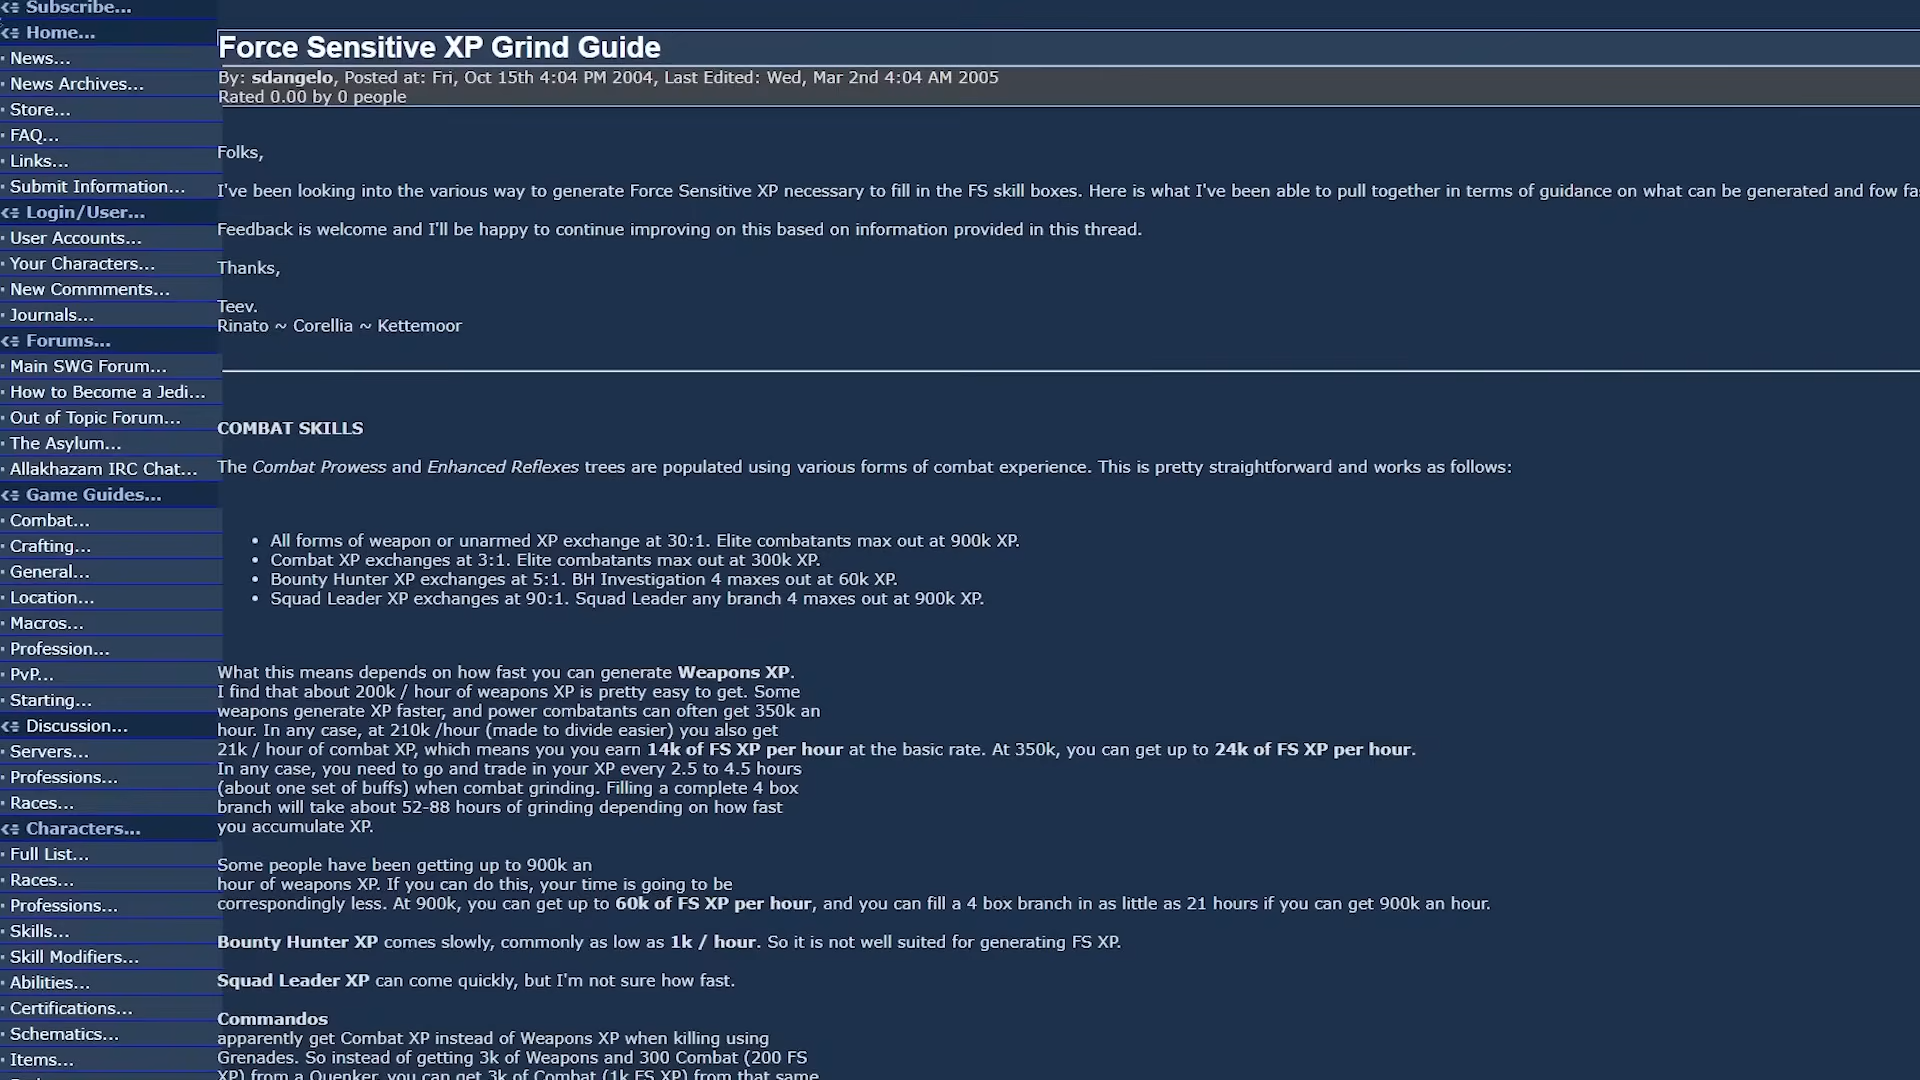 Subscribe...
Home...
News...
News Archives...
Store...
FAQ...
Links...
Submit Information...
Login/User...
User Accounts...
Your Characters...
New Commments...
Journals...
Forums...
Main SWG Forum...
How to Become a Jedi...
Out of Topic Forum...
The Asylum...
Allakhazam IRC Chat...
Game Guides...
Combat...
Crafting...
General...
Location...
Macros...
Profession...
PvP...
Starting...
Discussion...
Servers...
Professions...
Races...
Characters...
Full List...
Races...
Professions...
Skills...
Skill Modifiers...
Abilities...
Certifications...
Schematics...
Items...
Force Sensitive XP Grind Guide
By: sdangelo, Posted at: Fri, Oct 15th 4:04 PM 2004, Last Edited: Wed, Mar 2nd 4:04 AM 2005
Rated 0.00 by 0 people
Folks,
I've been looking into the various way to generate Force Sensitive XP necessary to fill in the FS skill boxes. Here is what I've been able to pull together in terms of guidance on what can be generated and fow
Feedback is welcome and I'll be happy to continue improving on this based on information provided in this thread.
Thanks,
Teev.
Rinato ~ Corellia ~ Kettemoor
COMBAT SKILLS
The Combat Prowess and Enhanced Reflexes trees are populated using various forms of combat experience. This is pretty straightforward and works as follows:
• All forms of weapon or unarmed XP exchange at 30:1. Elite combatants max out at 900k XP.
• Combat XP exchanges at 3:1. Elite combatants max out at 300k XP.
• Bounty Hunter XP exchanges at 5:1. BH Investigation 4 maxes out at 60k XP.
• Squad Leader XP exchanges at 90:1. Squad Leader any branch 4 maxes out at 900k XP.
What this means depends on how fast you can generate Weapons XP.
I find that about 200k / hour of weapons XP is pretty easy to get. Some
weapons generate XP faster, and power combatants can often get 350k an
hour. In any case, at 210k /hour (made to divide easier) you also get
21k / hour of combat XP, which means you you earn 14k of FS XP per hour at the basic rate. At 350k, you can get up to 24k of FS XP per hour.
In any case, you need to go and trade in your XP every 2.5 to 4.5 hours
(about one set of buffs) when combat grinding. Filling a complete 4 box
branch will take about 52-88 hours of grinding depending on how fast
you accumulate XP.
Some people have been getting up to 900k an
hour of weapons XP. If you can do this, your time is going to be
correspondingly less. At 900k, you can get up to 60k of FS XP per hour, and you can fill a 4 box branch in as little as 21 hours if you can get 900k an hour.
Bounty Hunter XP comes slowly, commonly as low as 1k / hour. So it is not well suited for generating FS XP.
Squad Leader XP can come quickly, but I'm not sure how fast.
Commandos
apparently get Combat XP instead of Weapons XP when killing using
Grenades. So instead of getting 3k of Weapons and 300 Combat (200 FS
XP) from a Quenker, you can get 3k of Combat (1k FS XP) from that same